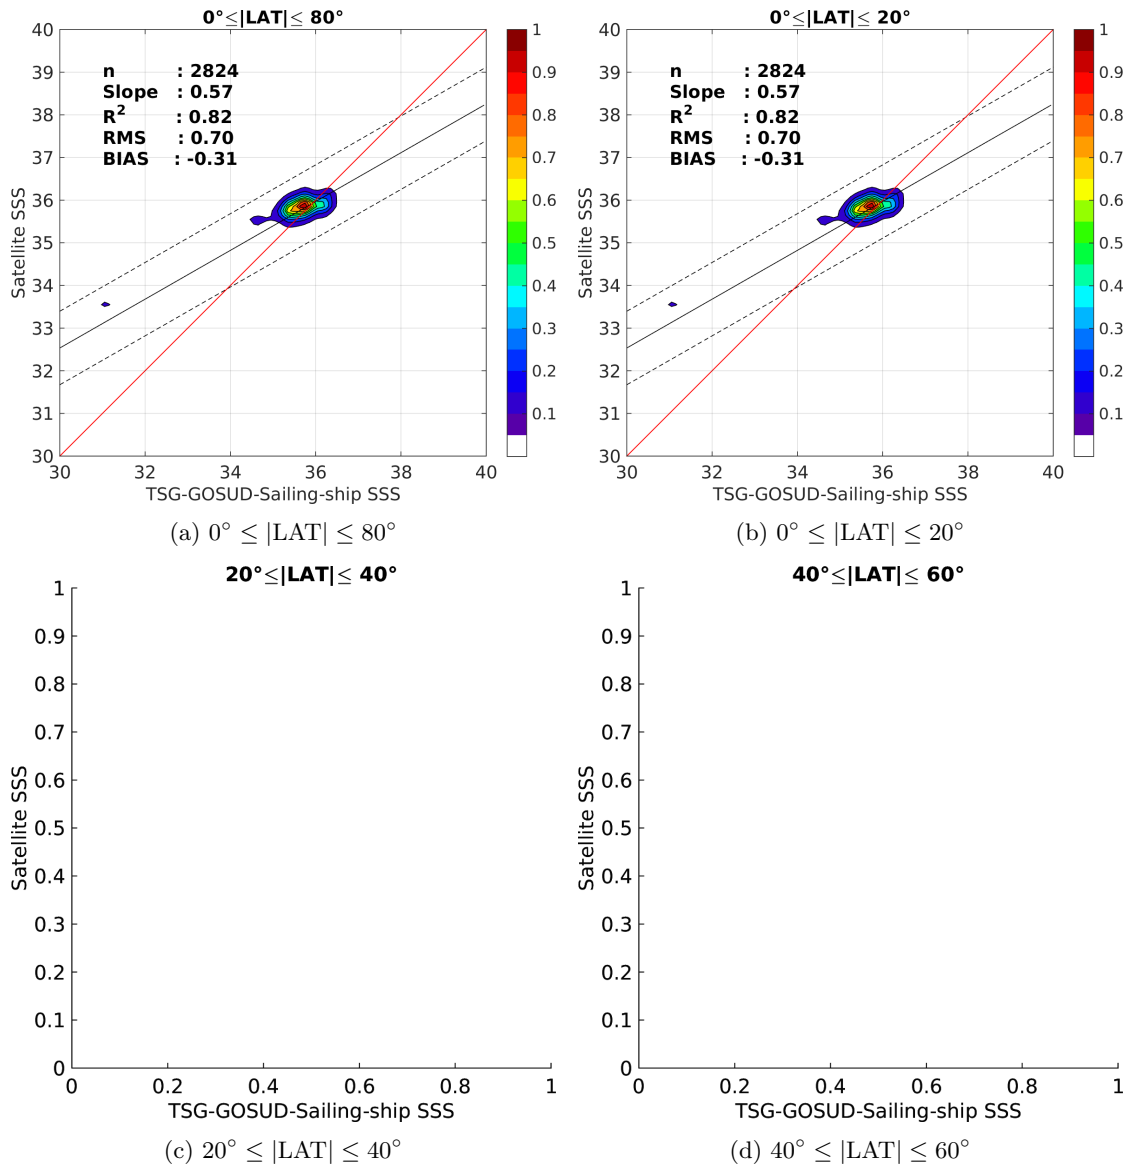 0°≤|LAT|≤ 80°
40
39
38
37
36
35
34
33
32
31
30
Satellite SSS
n : 2824
Slope : 0.57
R² : 0.82
RMS : 0.70
BIAS : -0.31
30 32 34 36 38 40
TSG-GOSUD-Sailing-ship SSS
1
0.9
0.8
0.7
0.6
0.5
0.4
0.3
0.2
0.1
(a) 0° ≤ |LAT| ≤ 80°
0°≤|LAT|≤ 20°
40
39
38
37
36
35
34
33
32
31
30
Satellite SSS
n : 2824
Slope : 0.57
R² : 0.82
RMS : 0.70
BIAS : -0.31
30 32 34 36 38 40
TSG-GOSUD-Sailing-ship SSS
1
0.9
0.8
0.7
0.6
0.5
0.4
0.3
0.2
0.1
(b) 0° ≤ |LAT| ≤ 20°
20°≤|LAT|≤ 40°
1
0.9
0.8
0.7
0.6
0.5
0.4
0.3
0.2
0.1
0
Satellite SSS
0 0.2 0.4 0.6 0.8 1
TSG-GOSUD-Sailing-ship SSS
(c) 20° ≤ |LAT| ≤ 40°
40°≤|LAT|≤ 60°
1
0.9
0.8
0.7
0.6
0.5
0.4
0.3
0.2
0.1
0
Satellite SSS
0 0.2 0.4 0.6 0.8 1
TSG-GOSUD-Sailing-ship SSS
(d) 40° ≤ |LAT| ≤ 60°